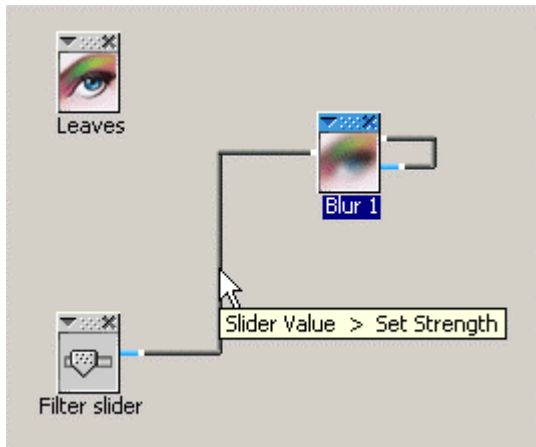 Leaves
Blur 1
Slider Value > Set Strength
Filter slider